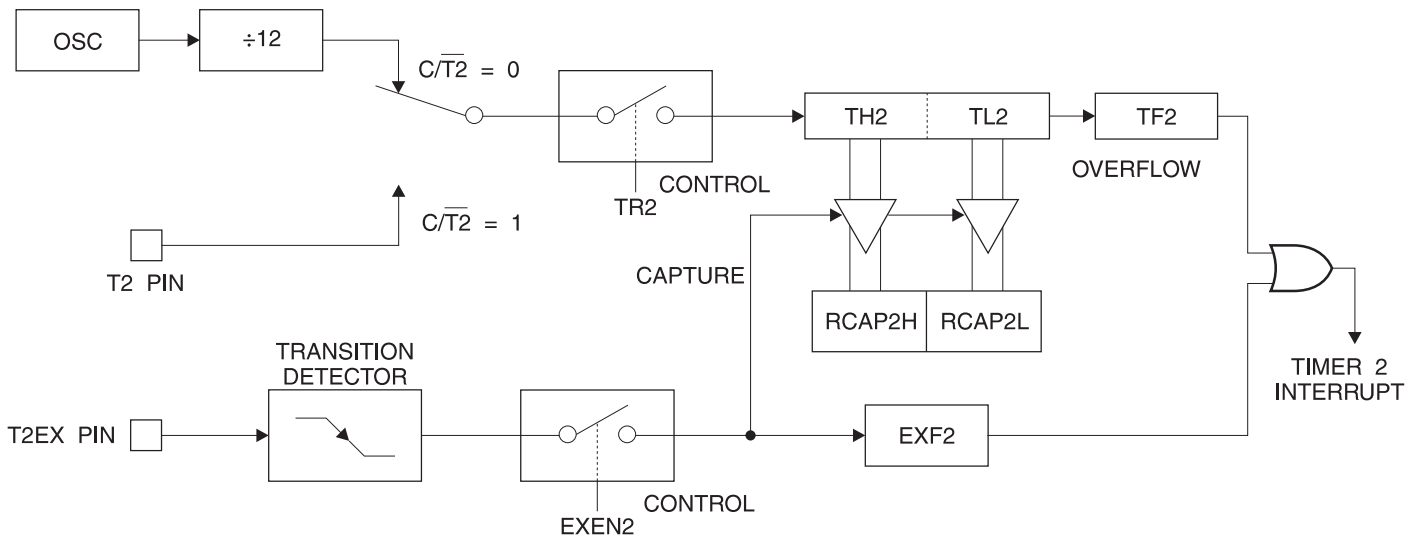 OSC
÷12
C/T2̅ = 0
TH2
TL2
TF2
OVERFLOW
CONTROL
TR2
C/T2̅ = 1
T2 PIN
CAPTURE
RCAP2H
RCAP2L
TRANSITION
DETECTOR
TIMER 2
INTERRUPT
T2EX PIN
EXF2
CONTROL
EXEN2